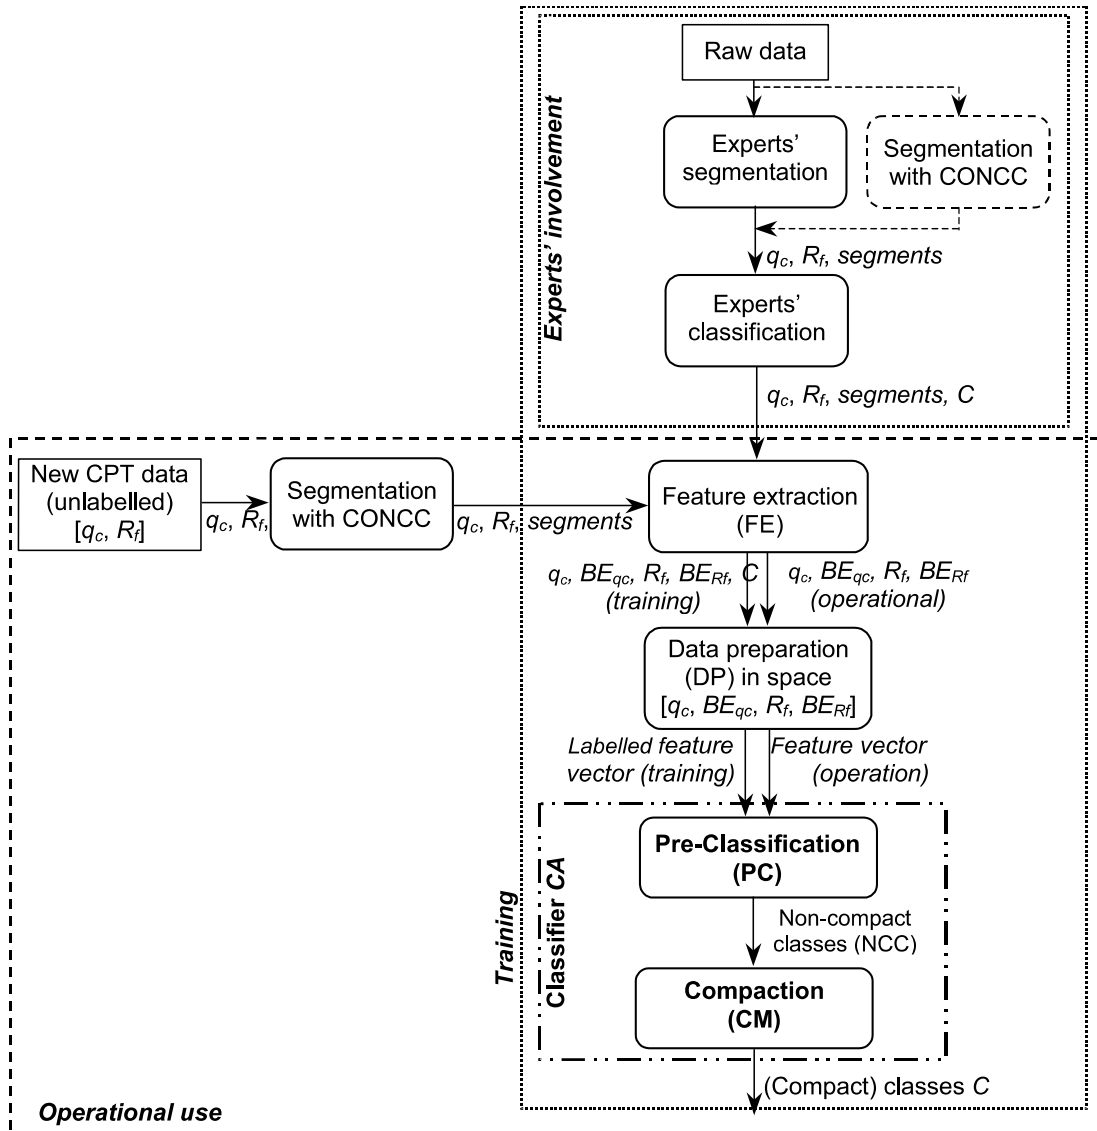 Raw data
Experts' involvement
Experts'
segmentation
Segmentation
with CONCC
qc, Rf, segments
Experts'
classification
qc, Rf, segments, C
New CPT data
(unlabelled)
[qc, Rf]
qc, Rf,
Segmentation
with CONCC
qc, Rf, segments
Feature extraction
(FE)
qc, BEqc, Rf, BERf, C
(training)
qc, BEqc, Rf, BERf
(operational)
Data preparation
(DP) in space
[qc, BEqc, Rf, BERf]
Labelled feature
vector (training)
Feature vector
(operation)
Training
Classifier CA
Pre-Classification
(PC)
Non-compact
classes (NCC)
Compaction
(CM)
(Compact) classes C
Operational use